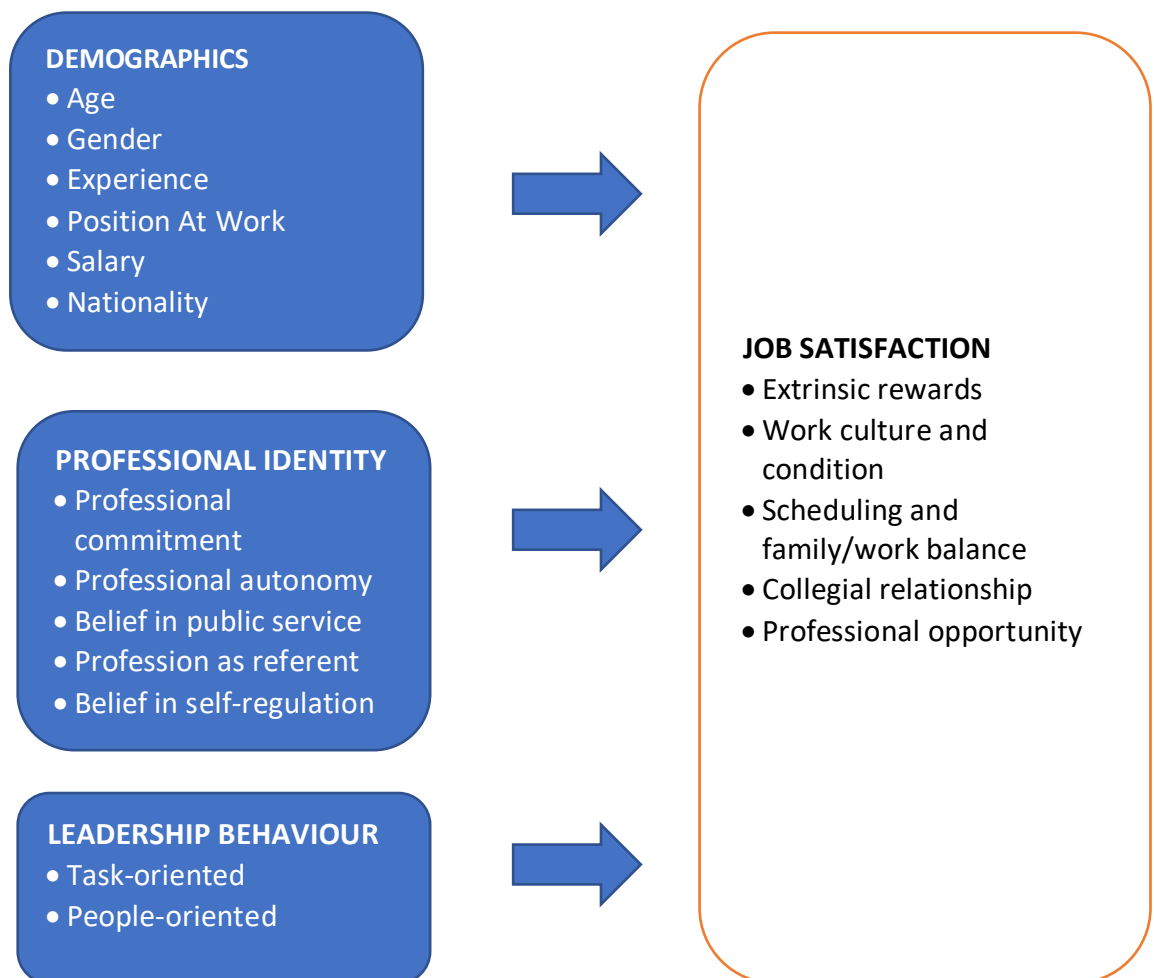 DEMOGRAPHICS
• Age
• Gender
• Experience
• Position At Work
• Salary
• Nationality
PROFESSIONAL IDENTITY
• Professional
commitment
• Professional autonomy
• Belief in public service
• Profession as referent
• Belief in self-regulation
LEADERSHIP BEHAVIOUR
• Task-oriented
• People-oriented
JOB SATISFACTION
• Extrinsic rewards
• Work culture and
condition
• Scheduling and
family/work balance
• Collegial relationship
• Professional opportunity